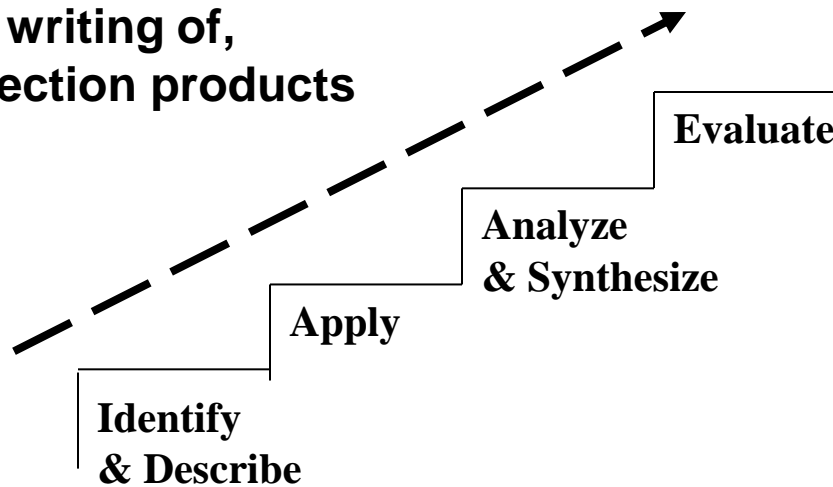 writing of,
ection products
Evaluate
Analyze
& Synthesize
Apply
Identify
& Describe